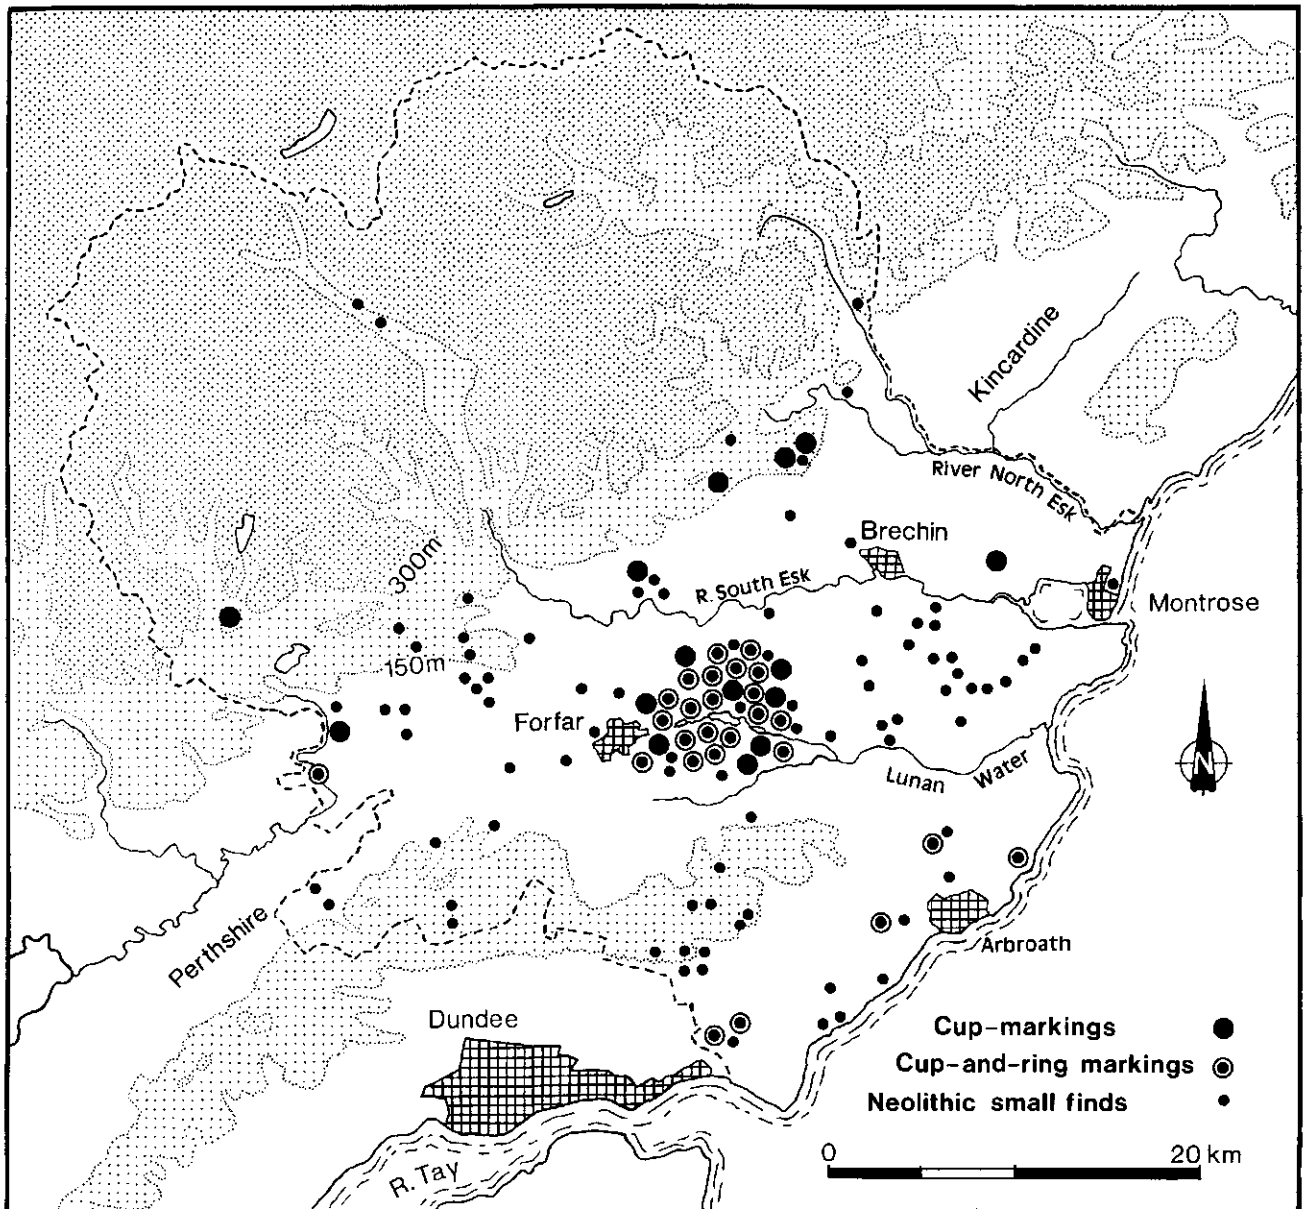 Kincardine
River North Esk
Brechin
300m
R. South Esk
Montrose
150m
Forfar
N
Lunan Water
Perthshire
Arbroath
Dundee
Cup-markings
Cup-and-ring markings
Neolithic small finds
0 20 km
R. Tay